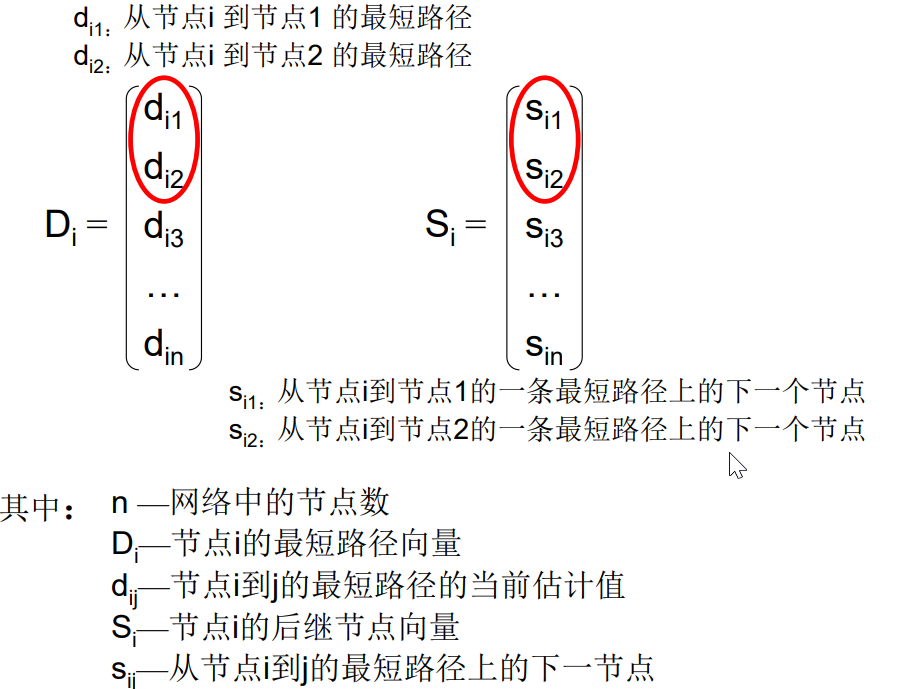 di1：从节点i 到节点1 的最短路径
di2：从节点i 到节点2 的最短路径
Di＝
di1
di2
di3
…
din
Si＝
si1
si2
si3
…
sin
si1：从节点i到节点1的一条最短路径上的下一个节点
si2：从节点i到节点2的一条最短路径上的下一个节点
其中：
n —网络中的节点数
Di—节点i的最短路径向量
dij—节点i到j的最短路径的当前估计值
Si—节点i的后继节点向量
sij—从节点i到j的最短路径上的下一节点